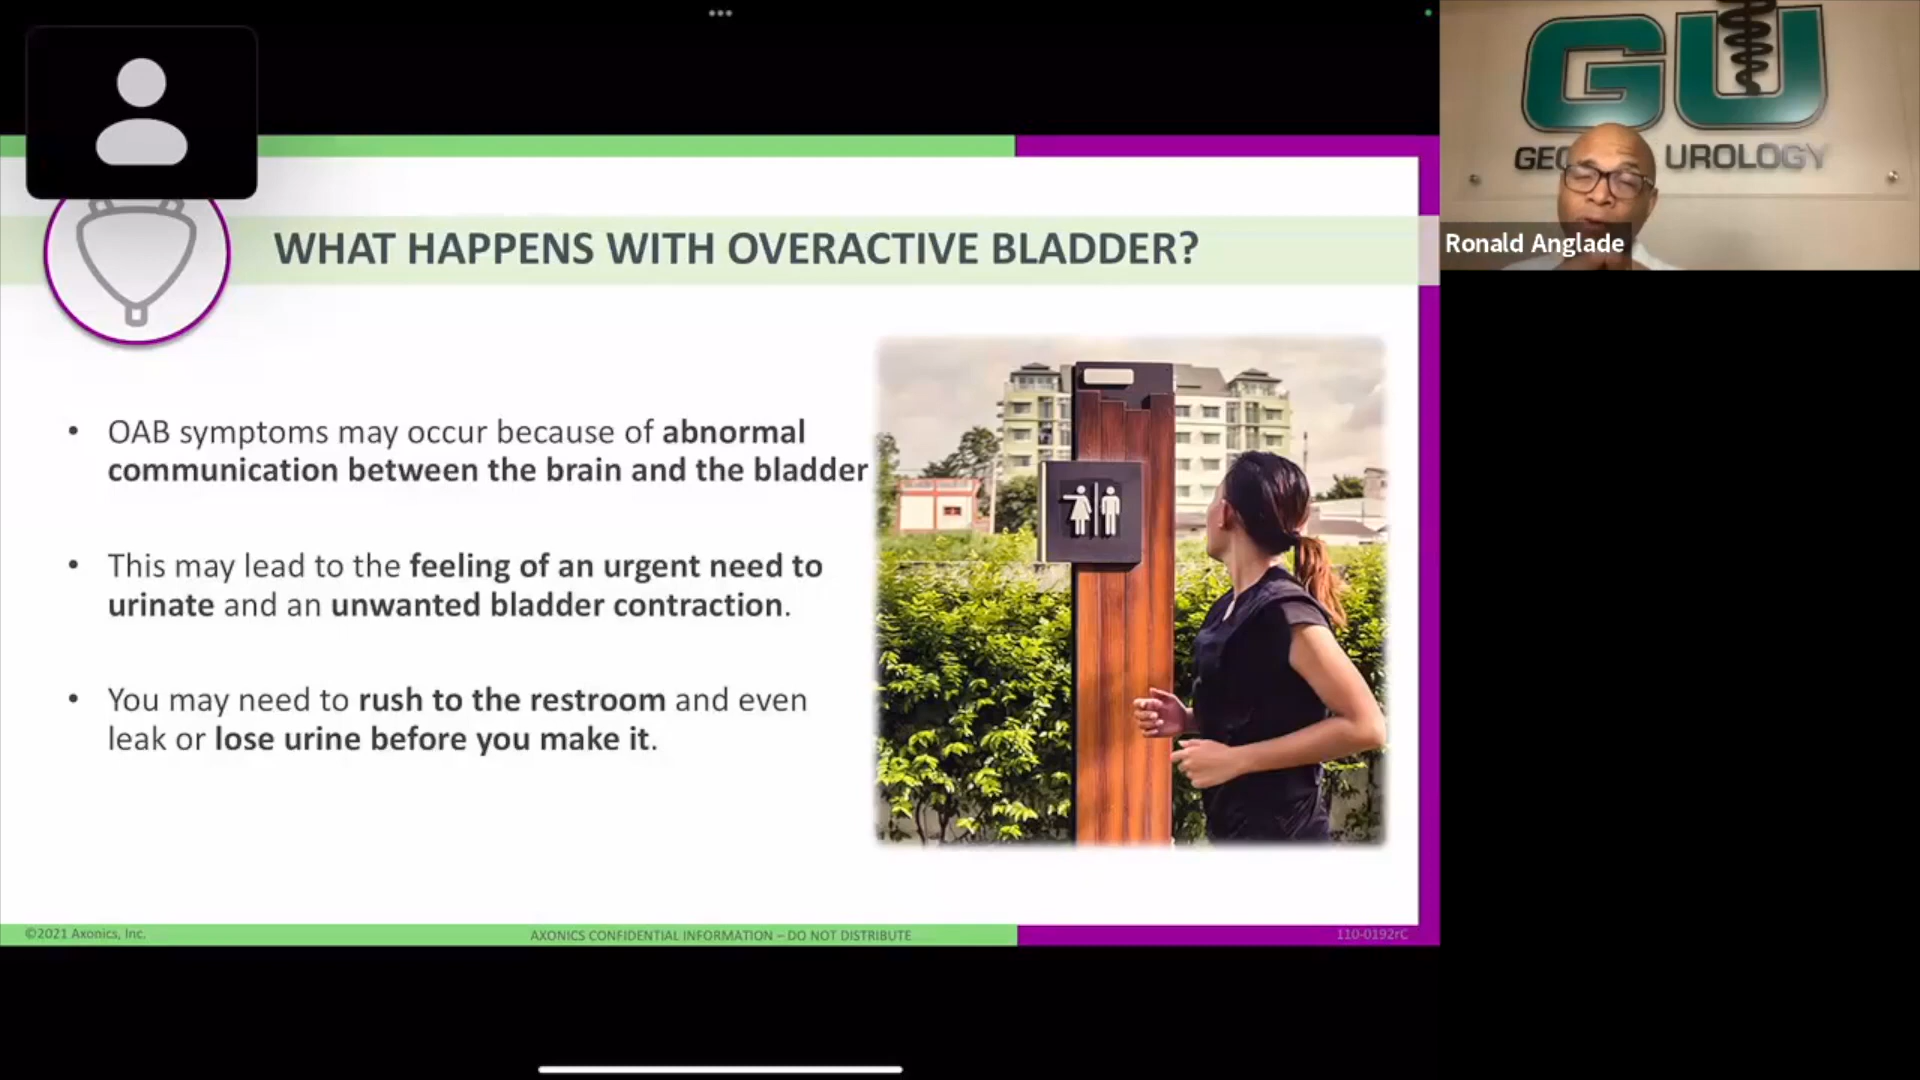 WHAT HAPPENS WITH OVERACTIVE BLADDER?
• OAB symptoms may occur because of abnormal
communication between the brain and the bladder
• This may lead to the feeling of an urgent need to
urinate and an unwanted bladder contraction.
• You may need to rush to the restroom and even
leak or lose urine before you make it.
©2021 Axonics, Inc.
AXONICS CONFIDENTIAL INFORMATION – DO NOT DISTRIBUTE
110-0192rC
GU
UROLOGY
Ronald Anglade